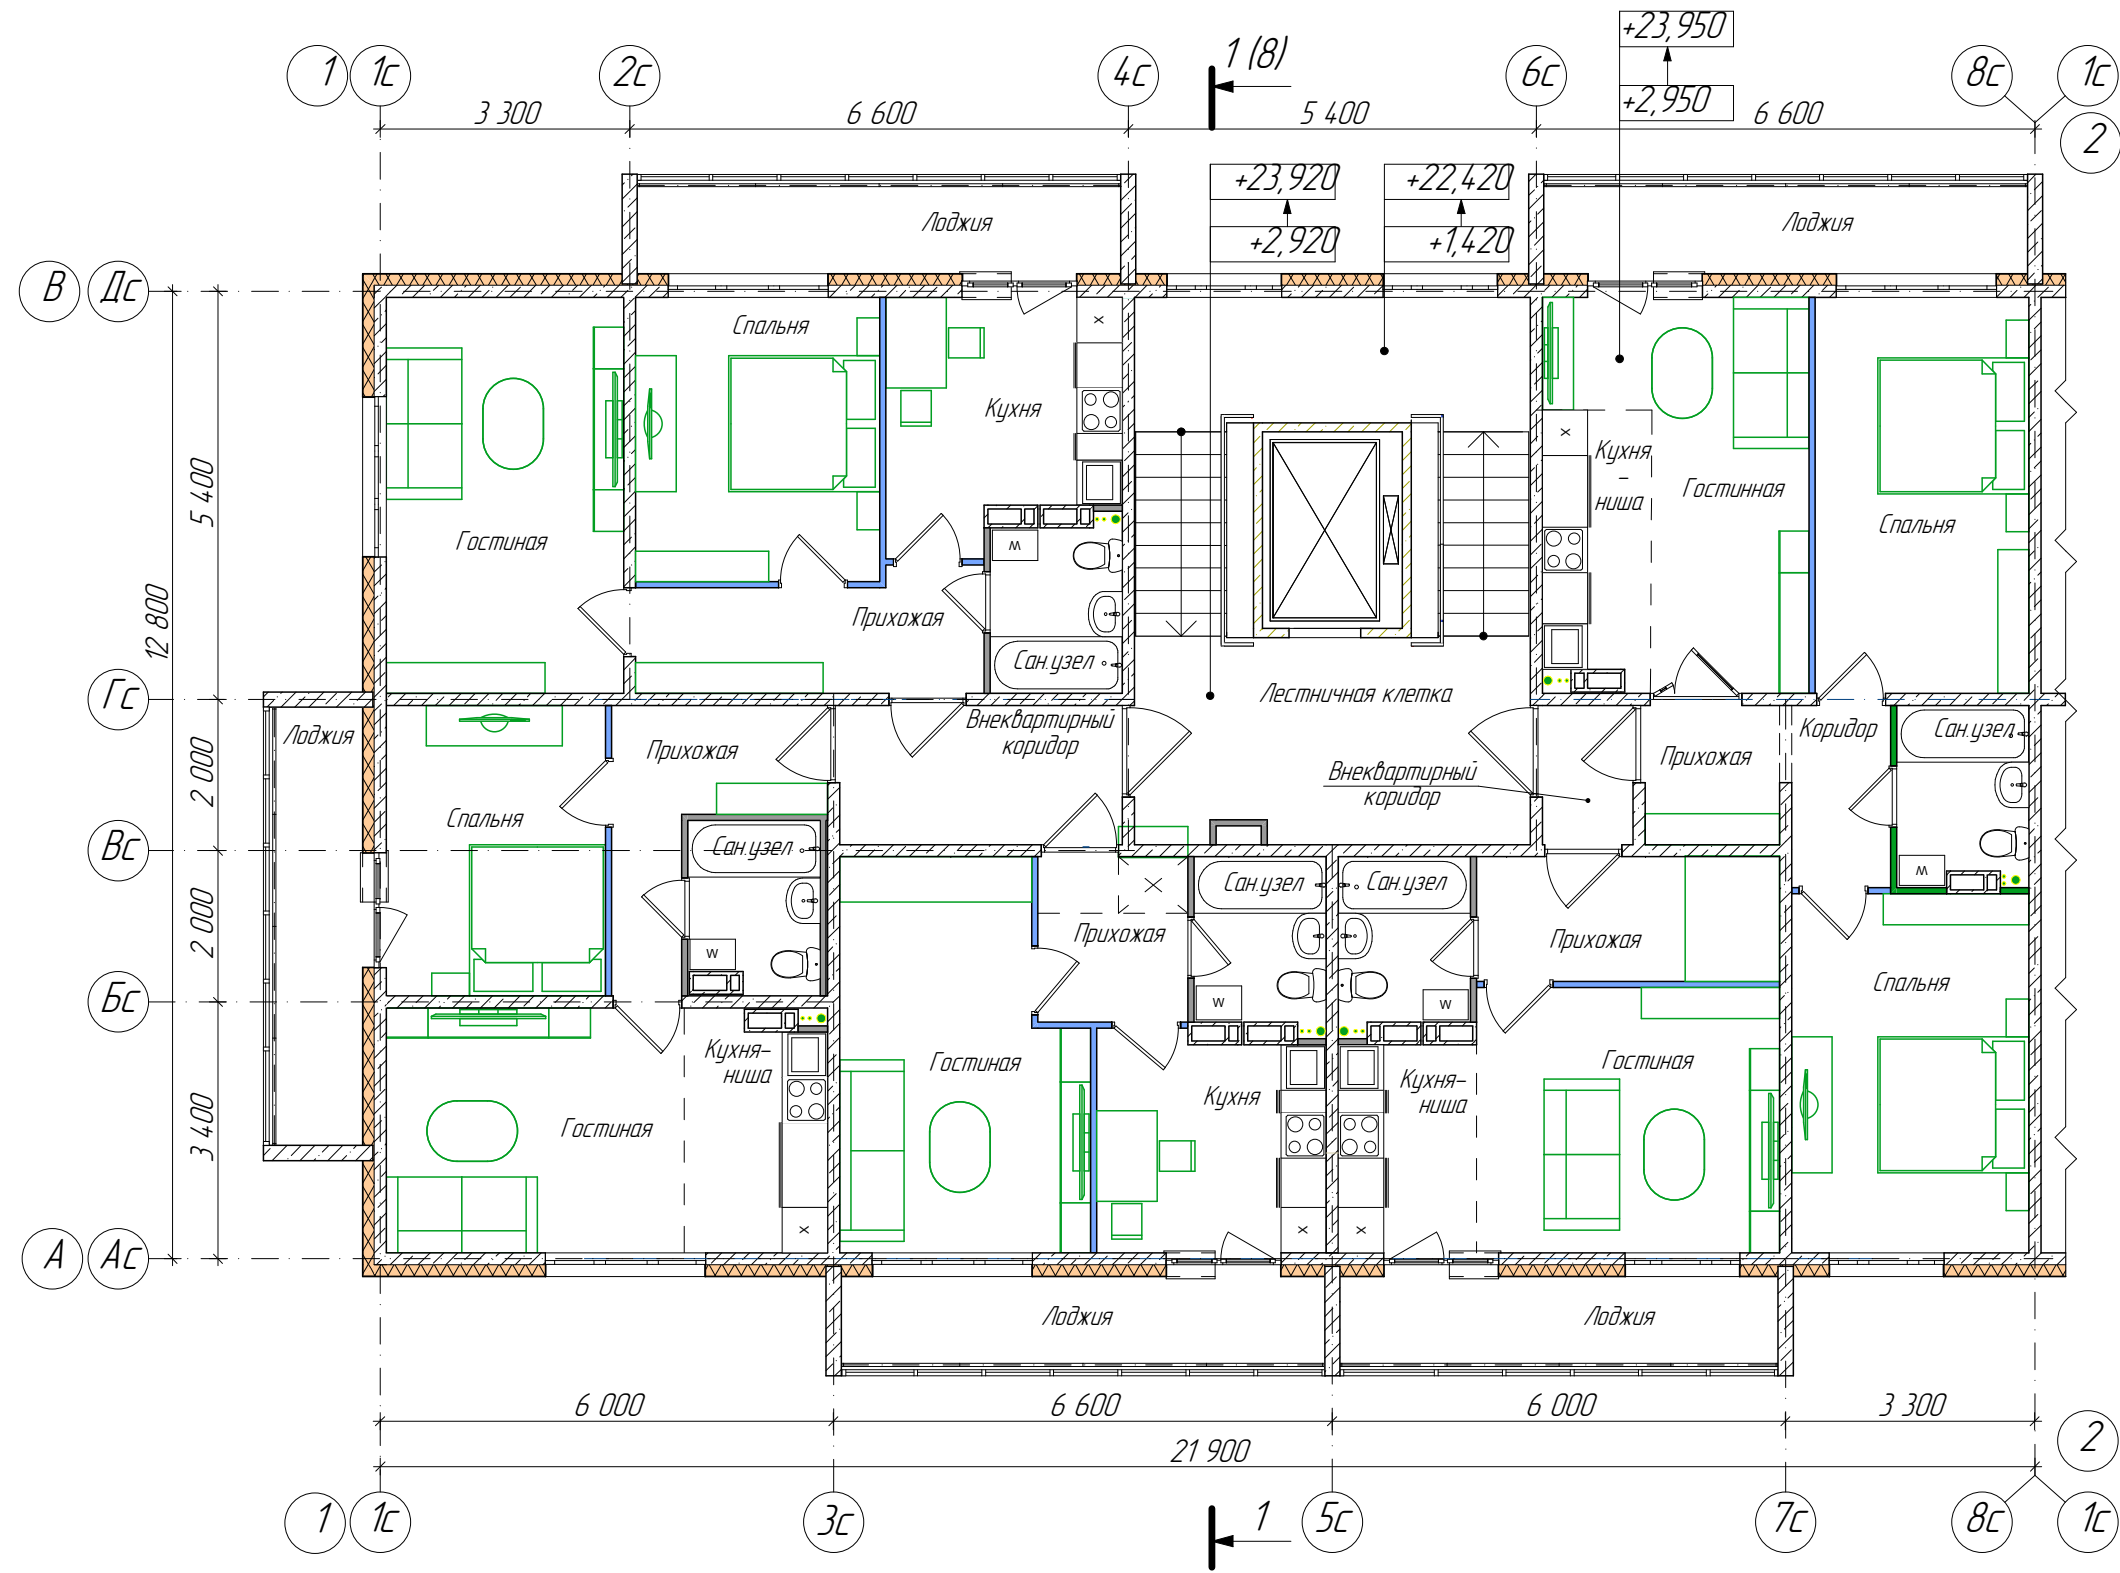 1
1с
2с
4с
1 (8)
6с
+23,950
+2,950
8с
1с
2
3 300
6 600
5 400
6 600
+23,920
+2,920
+22,420
+1,420
Лоджия
Лоджия
В
Дс
Спальня
Кухня
х
Гостиная
Прихожая
W
Сан.узел
х
Кухня
-
ниша
Гостинная
Спальня
5 400
12 800
Гс
Лестничная клетка
Лоджия
Прихожая
Внеквартирный
коридор
Внеквартирный
коридор
Прихожая
Коридор
Сан.узел
2 000
Спальня
Сан.узел
W
Вс
Сан.узел
Сан.узел
W
2 000
Прихожая
W
W
Прихожая
Спальня
Бс
Кухня-
ниша
Гостиная
Гостиная
Кухня
Кухня-
ниша
Гостиная
3 400
х
х
х
А
Ас
Лоджия
Лоджия
6 000
6 600
6 000
3 300
21 900
2
1
1с
3с
1
5с
7с
8с
1с